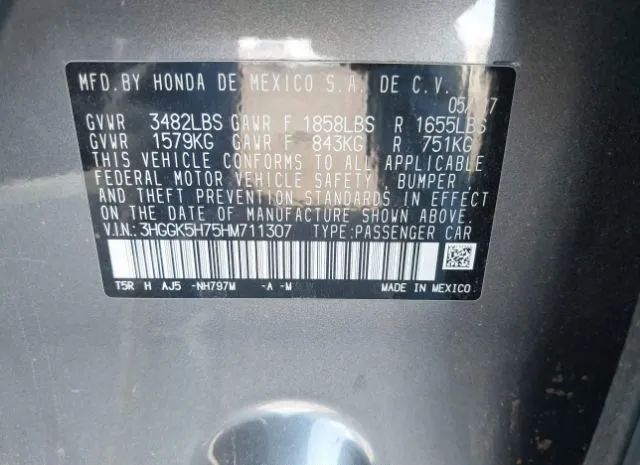 MFD. BY HONDA DE MEXICO S.A. DE C.V.
GVWR 3482LBS GAWR F 1858LBS R 1655LBS
GVWR 1579KG GAWR F 843KG R 751KG
THIS VEHICLE CONFORMS TO ALL APPLICABLE
FEDERAL MOTOR VEHICLE SAFETY, BUMPER,
AND THEFT PREVENTION STANDARDS IN EFFECT
ON THE DATE OF MANUFACTURE SHOWN ABOVE.
V.I.N.: 3HGGK5H75HM711307 TYPE:PASSENGER CAR
T5R H AJ5 -NH797M -A -M MADE IN MEXICO